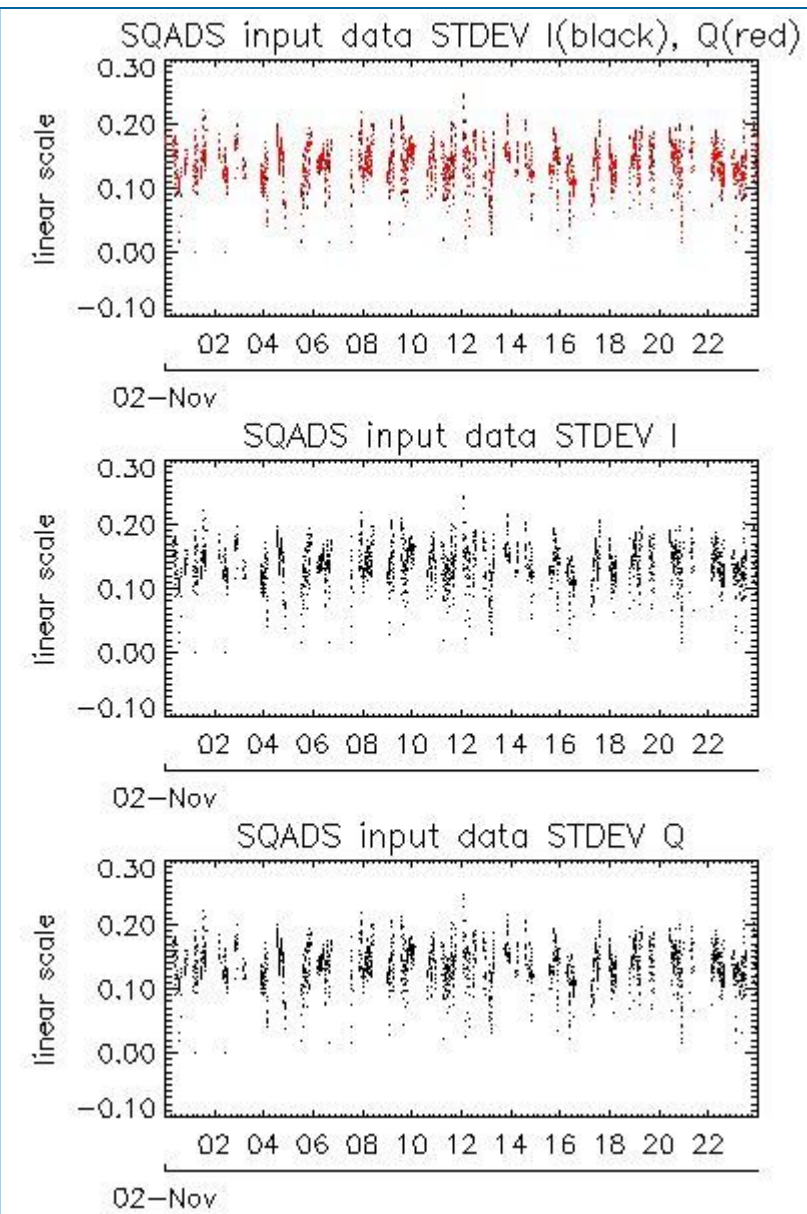 SQADS input data STDEV I(black), Q(red)
0.30
0.20
0.10
0.00
−0.10
linear scale
02 04 06 08 10 12 14 16 18 20 22
02−Nov
SQADS input data STDEV I
0.30
0.20
0.10
0.00
−0.10
linear scale
02 04 06 08 10 12 14 16 18 20 22
02−Nov
SQADS input data STDEV Q
0.30
0.20
0.10
0.00
−0.10
linear scale
02 04 06 08 10 12 14 16 18 20 22
02−Nov